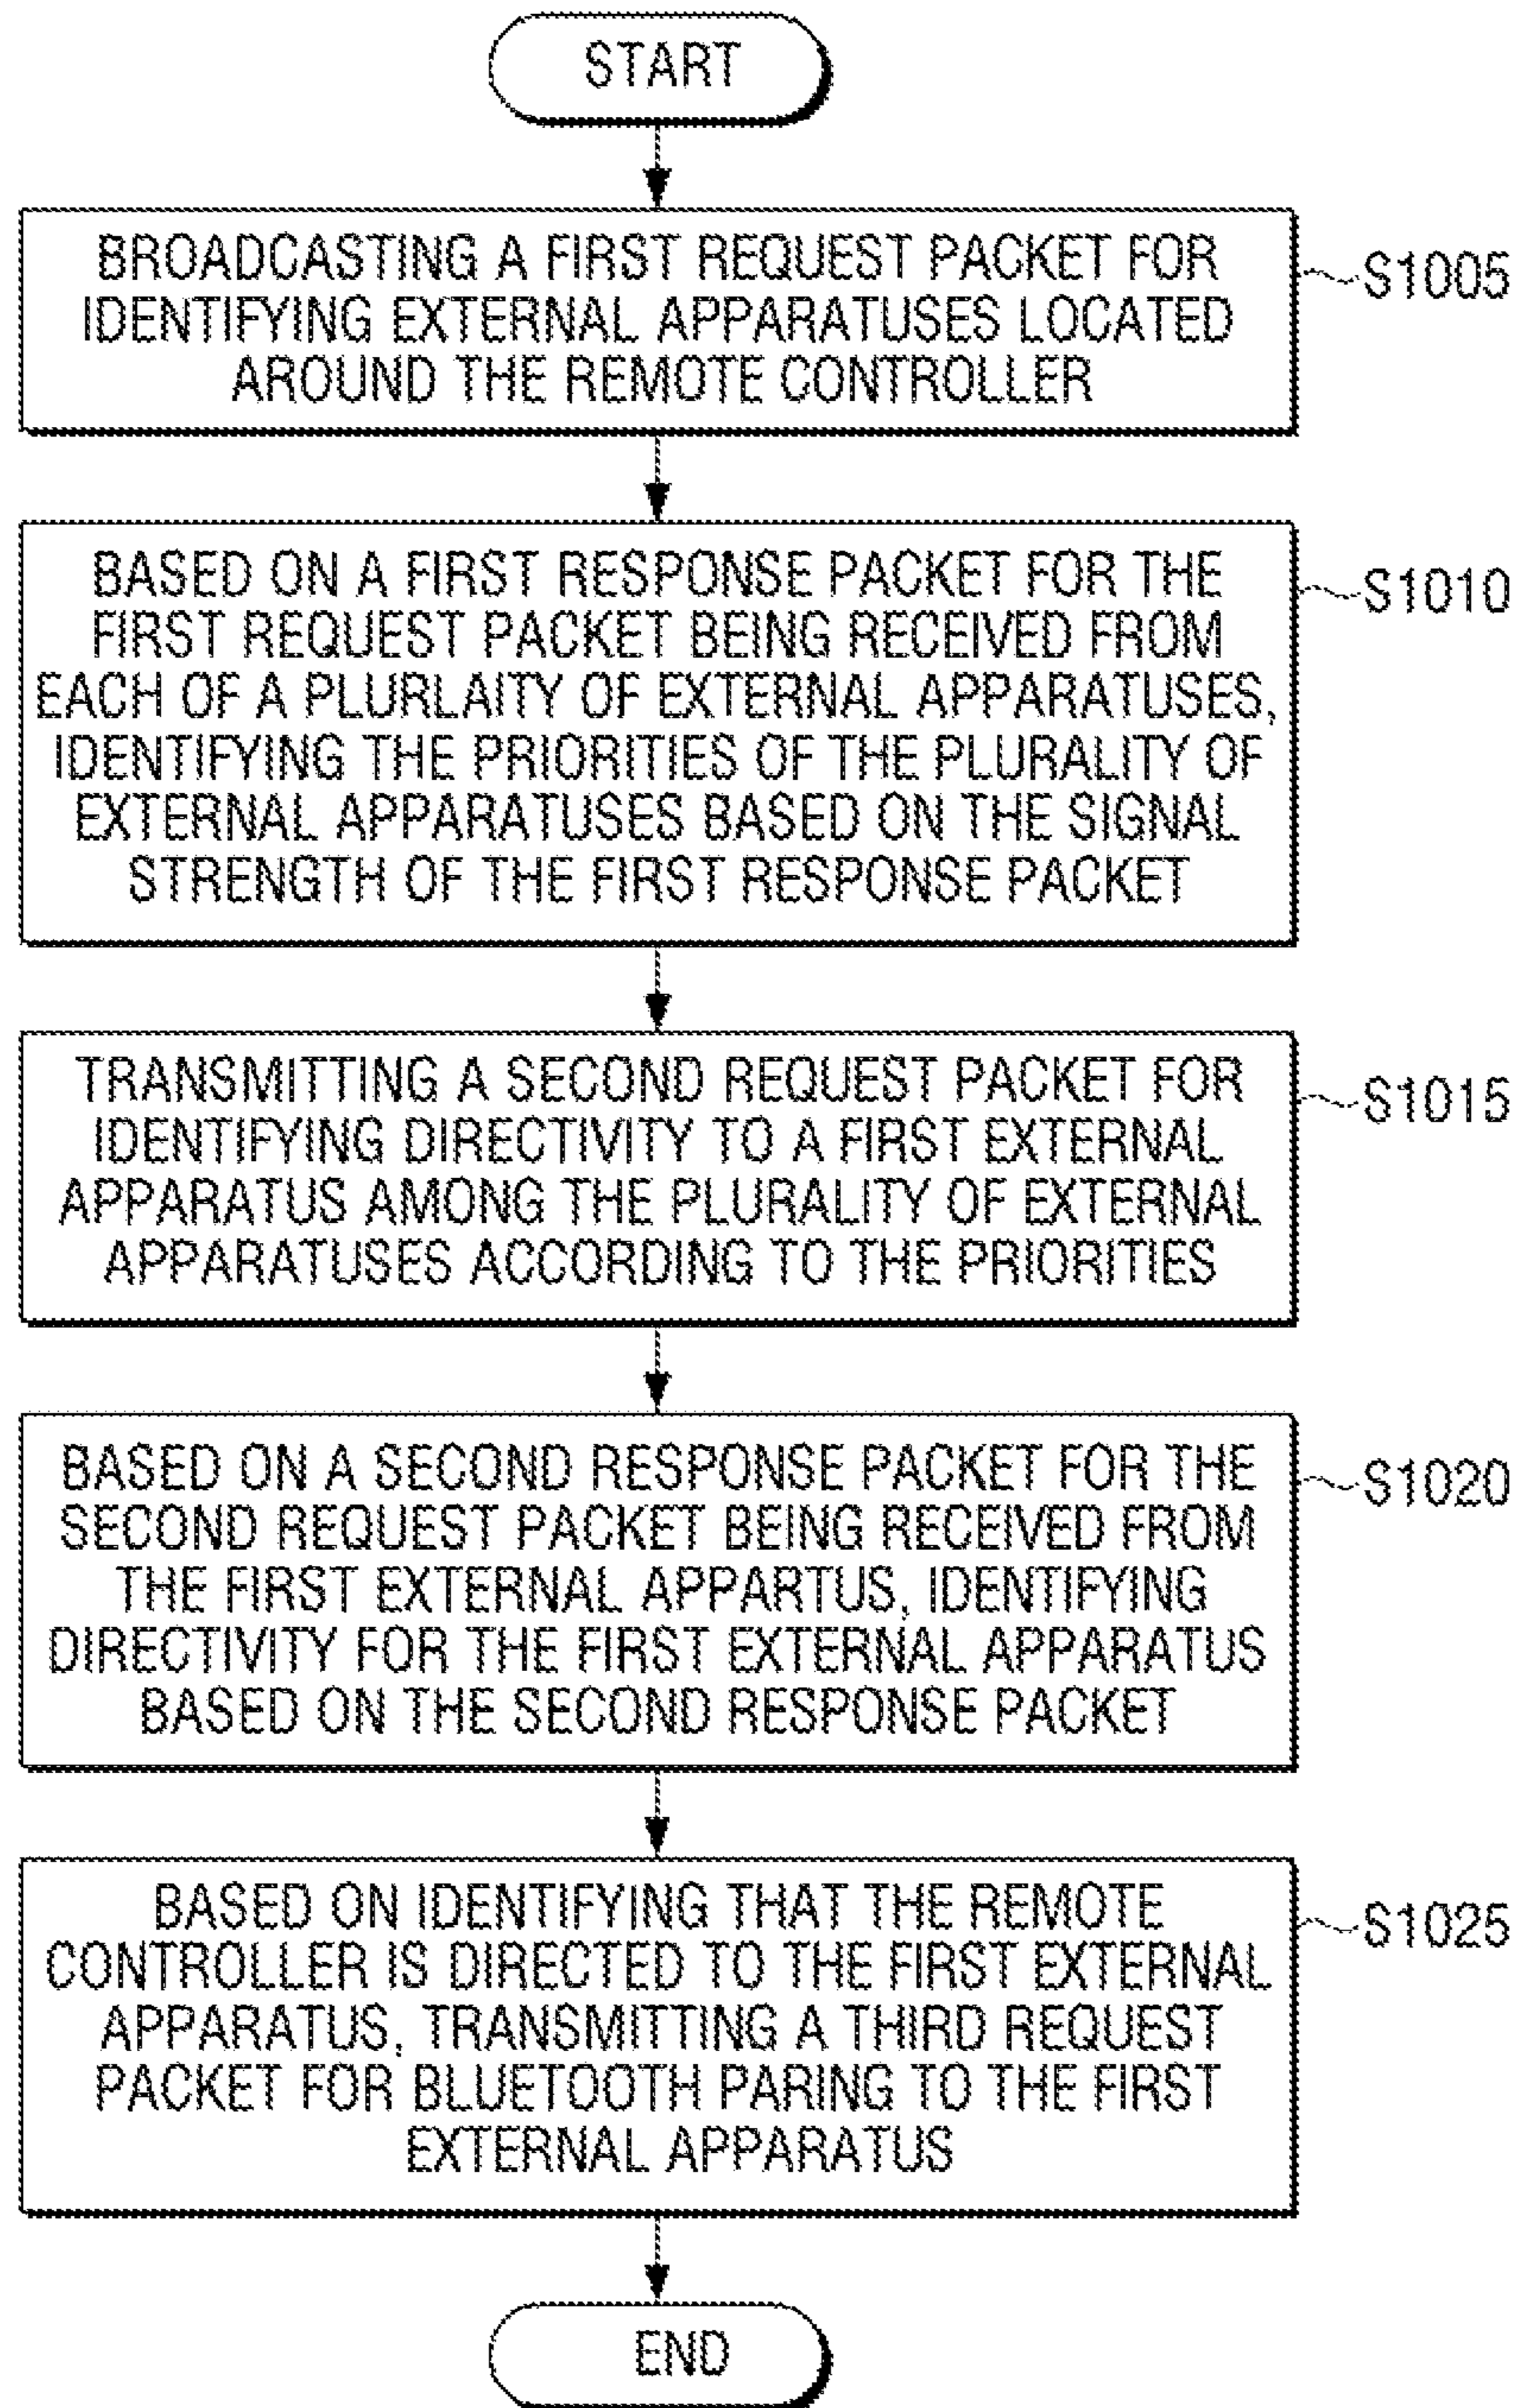 START
BROADCASTING A FIRST REQUEST PACKET FOR
IDENTIFYING EXTERNAL APPARATUSES LOCATED
AROUND THE REMOTE CONTROLLER
S1005
BASED ON A FIRST RESPONSE PACKET FOR THE
FIRST REQUEST PACKET BEING RECEIVED FROM
EACH OF A PLURLAITY OF EXTERNAL APPARATUSES,
IDENTIFYING THE PRIORITIES OF THE PLURALITY OF
EXTERNAL APPARATUSES BASED ON THE SIGNAL
STRENGTH OF THE FIRST RESPONSE PACKET
S1010
TRANSMITTING A SECOND REQUEST PACKET FOR
IDENTIFYING DIRECTIVITY TO A FIRST EXTERNAL
APPARATUS AMONG THE PLURALITY OF EXTERNAL
APPARATUSES ACCORDING TO THE PRIORITIES
S1015
BASED ON A SECOND RESPONSE PACKET FOR THE
SECOND REQUEST PACKET BEING RECEIVED FROM
THE FIRST EXTERNAL APPARTUS, IDENTIFYING
DIRECTIVITY FOR THE FIRST EXTERNAL APPARATUS
BASED ON THE SECOND RESPONSE PACKET
S1020
BASED ON IDENTIFYING THAT THE REMOTE
CONTROLLER IS DIRECTED TO THE FIRST EXTERNAL
APPARATUS, TRANSMITTING A THIRD REQUEST
PACKET FOR BLUETOOTH PARING TO THE FIRST
EXTERNAL APPARATUS
S1025
END